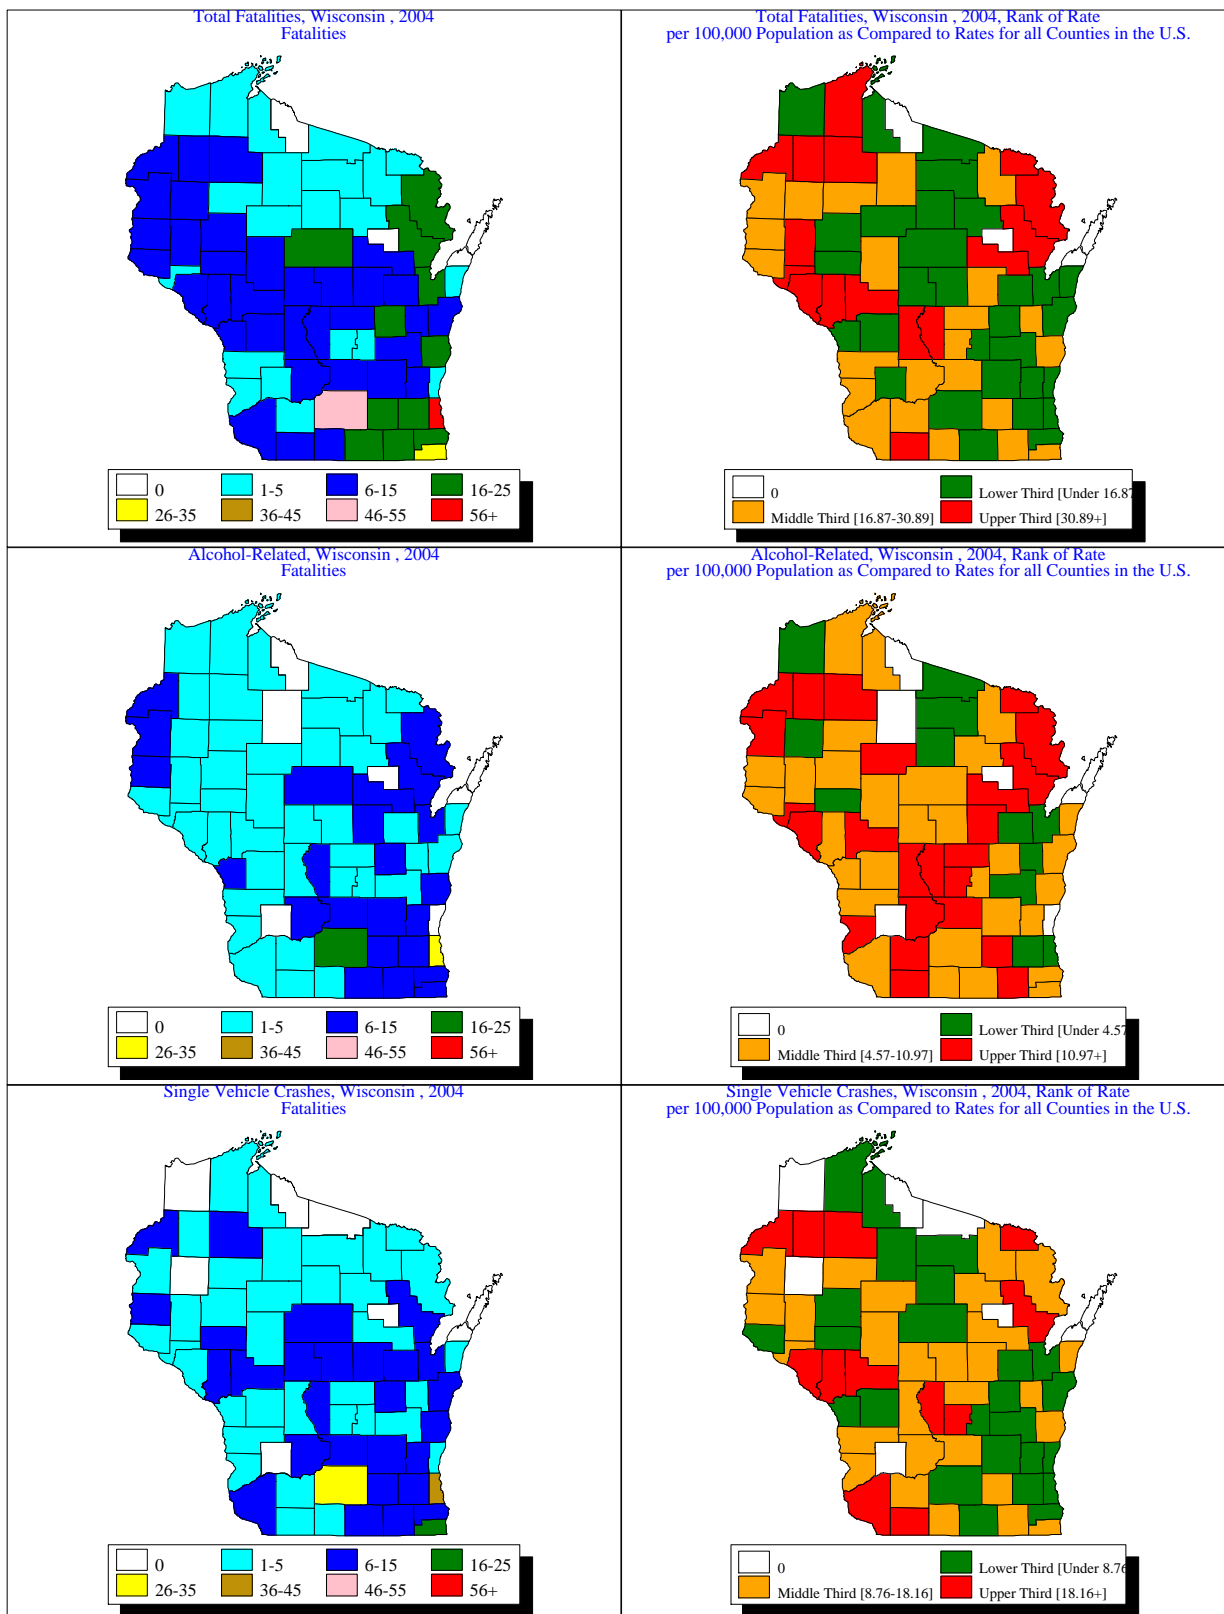 Total Fatalities, Wisconsin , 2004
Fatalities
0
1-5
6-15
16-25
26-35
36-45
46-55
56+
Total Fatalities, Wisconsin , 2004, Rank of Rate
per 100,000 Population as Compared to Rates for all Counties in the U.S.
0
Lower Third [Under 16.87
Middle Third [16.87-30.89]
Upper Third [30.89+]
Alcohol-Related, Wisconsin , 2004
Fatalities
0
1-5
6-15
16-25
26-35
36-45
46-55
56+
Alcohol-Related, Wisconsin , 2004, Rank of Rate
per 100,000 Population as Compared to Rates for all Counties in the U.S.
0
Lower Third [Under 4.57
Middle Third [4.57-10.97]
Upper Third [10.97+]
Single Vehicle Crashes, Wisconsin , 2004
Fatalities
0
1-5
6-15
16-25
26-35
36-45
46-55
56+
Single Vehicle Crashes, Wisconsin , 2004, Rank of Rate
per 100,000 Population as Compared to Rates for all Counties in the U.S.
0
Lower Third [Under 8.76
Middle Third [8.76-18.16]
Upper Third [18.16+]